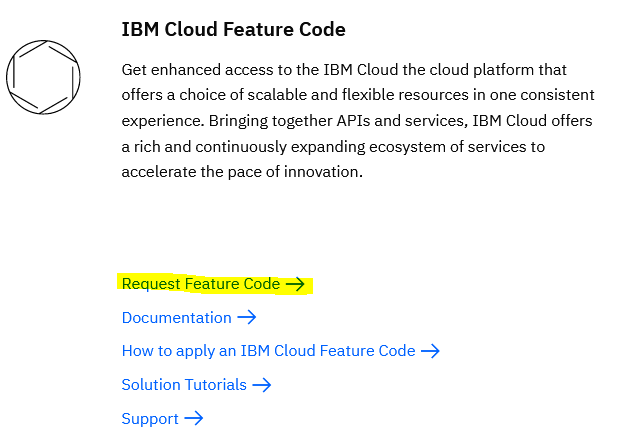 IBM Cloud Feature Code
Get enhanced access to the IBM Cloud the cloud platform that
offers a choice of scalable and flexible resources in one consistent
experience. Bringing together APIs and services, IBM Cloud offers
a rich and continuously expanding ecosystem of services to
accelerate the pace of innovation.
Request Feature Code →
Documentation →
How to apply an IBM Cloud Feature Code →
Solution Tutorials →
Support →